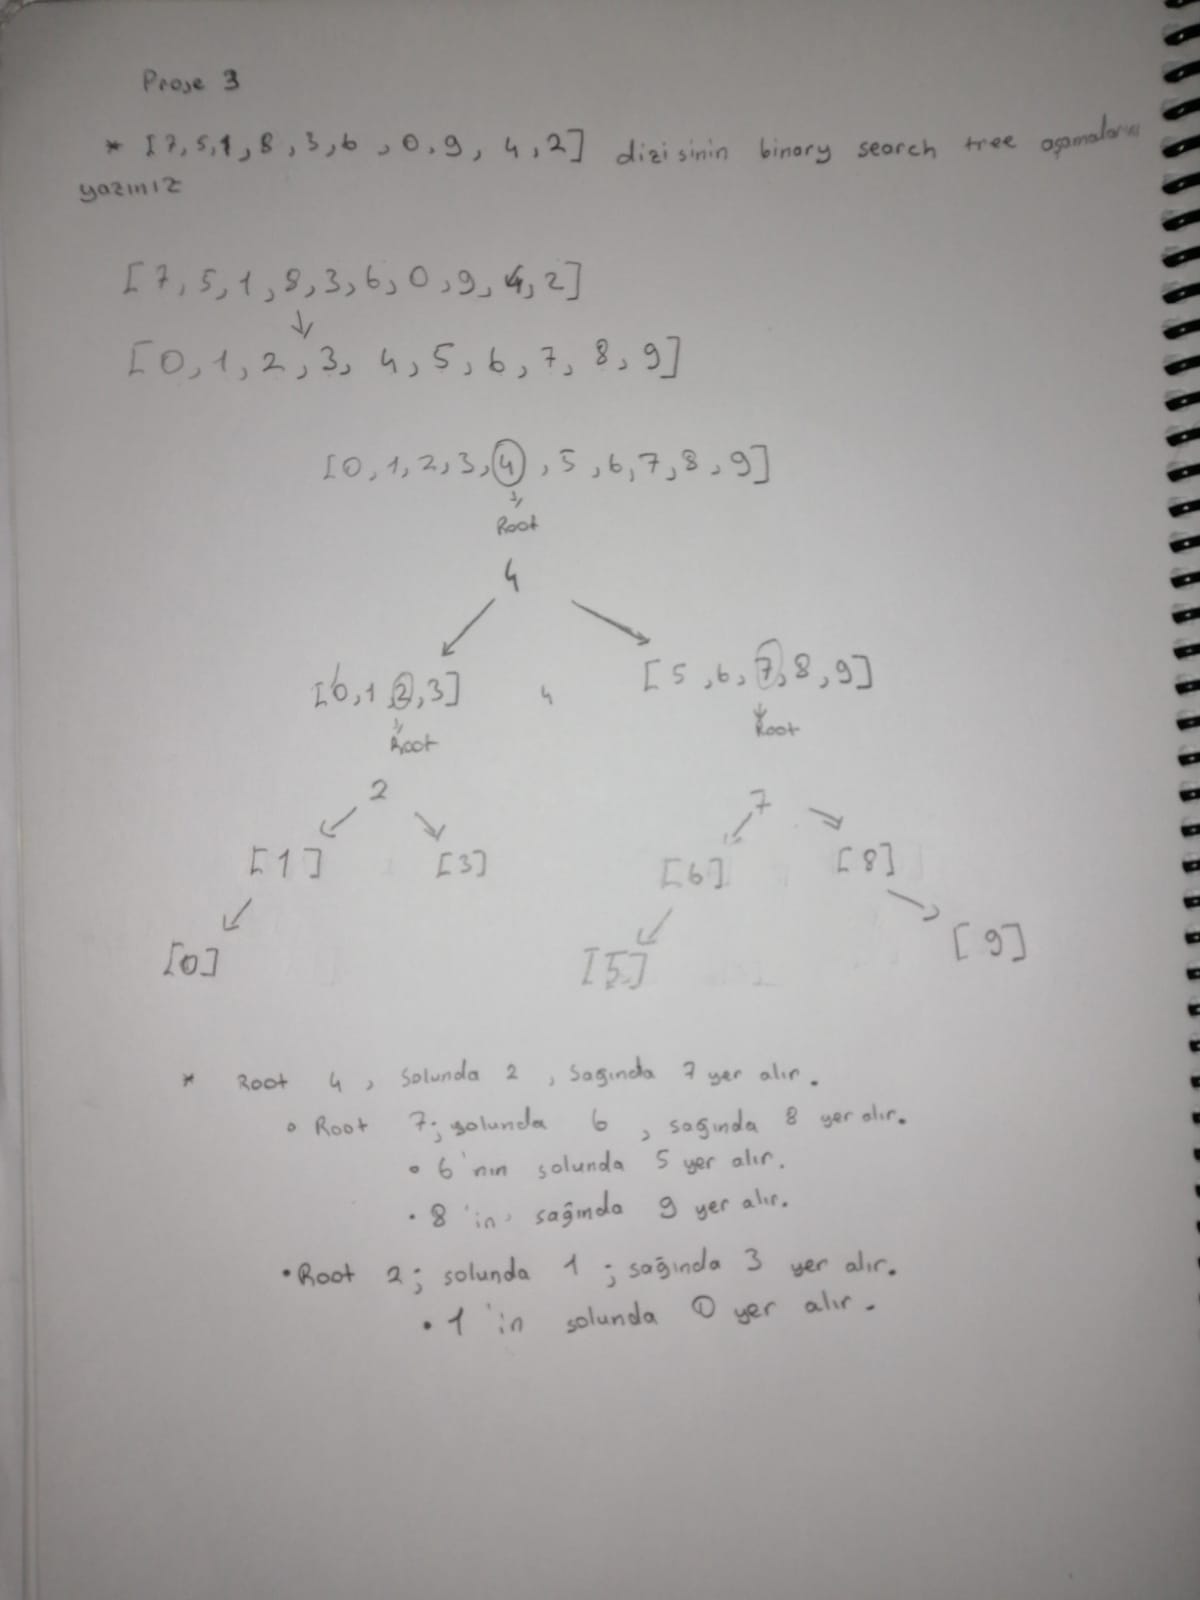 Proje 3
* [7,5,1,8,3,6,0,9,4,2] dizisinin binary search tree aşamalarını
yazınız
[7,5,1,8,3,6,0,9,4,2]
[0,1,2,3,4,5,6,7,8,9]
[0,1,2,3,4,5,6,7,8,9]
Root
4
[0,1,2,3] 4 [5,6,7,8,9]
Root Root
2 7
[1] [3] [6] [8]
[0] [5] [9]
* Root 4, Solunda 2, Sagında 7 yer alır.
Root 7; solunda 6, sagında 8 yer alır.
• 6'nın solunda 5 yer alır.
• 8'in sağında 9 yer alır.
• Root 2; solunda 1; sağında 3 yer alır.
• 1'in solunda 0 yer alır.